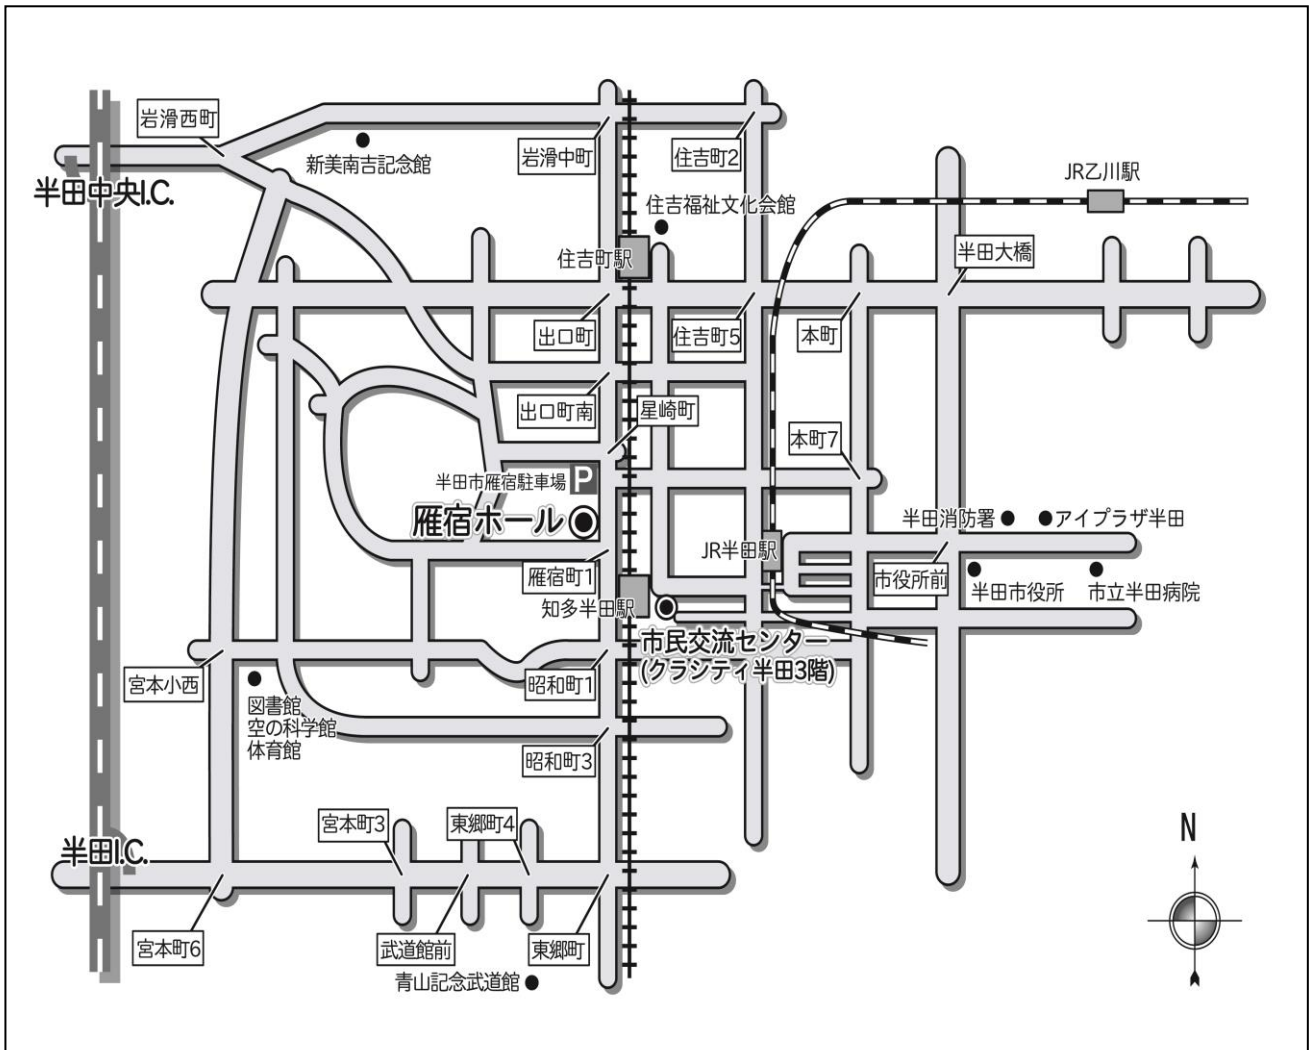 岩滑西町
新美南吉記念館
岩滑中町
住吉町2
JR乙川駅
半田中央I.C.
住吉福祉文化会館
住吉町駅
半田大橋
出口町
住吉町5
本町
出口町南
星崎町
本町7
半田市雁宿駐車場
P
雁宿ホール
半田消防署
アイプラザ半田
JR半田駅
雁宿町1
市役所前
半田市役所
市立半田病院
知多半田駅
市民交流センター
(クラシティ半田3階)
宮本小西
昭和町1
図書館
空の科学館
体育館
昭和町3
宮本町3
東郷町4
N
半田I.C.
宮本町6
武道館前
東郷町
青山記念武道館